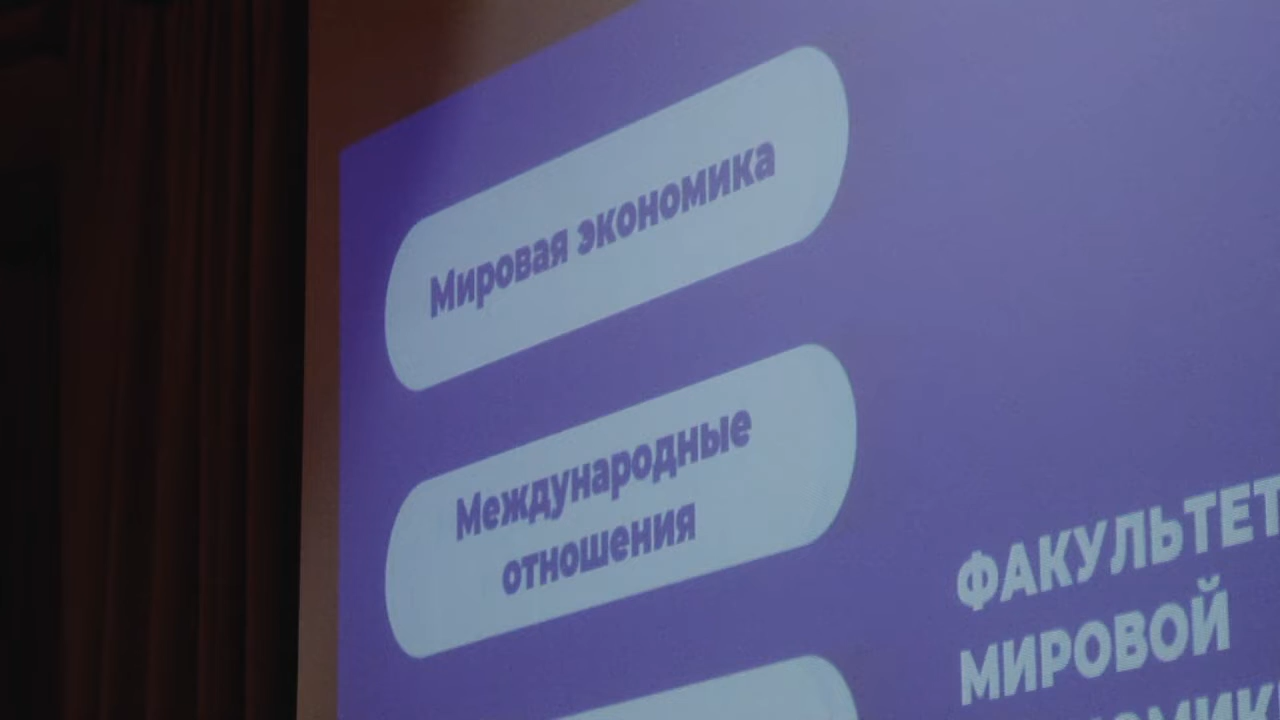 Мировая экономика
Международные
отношения
ФАКУЛЬТЕТ
МИРОВОЙ